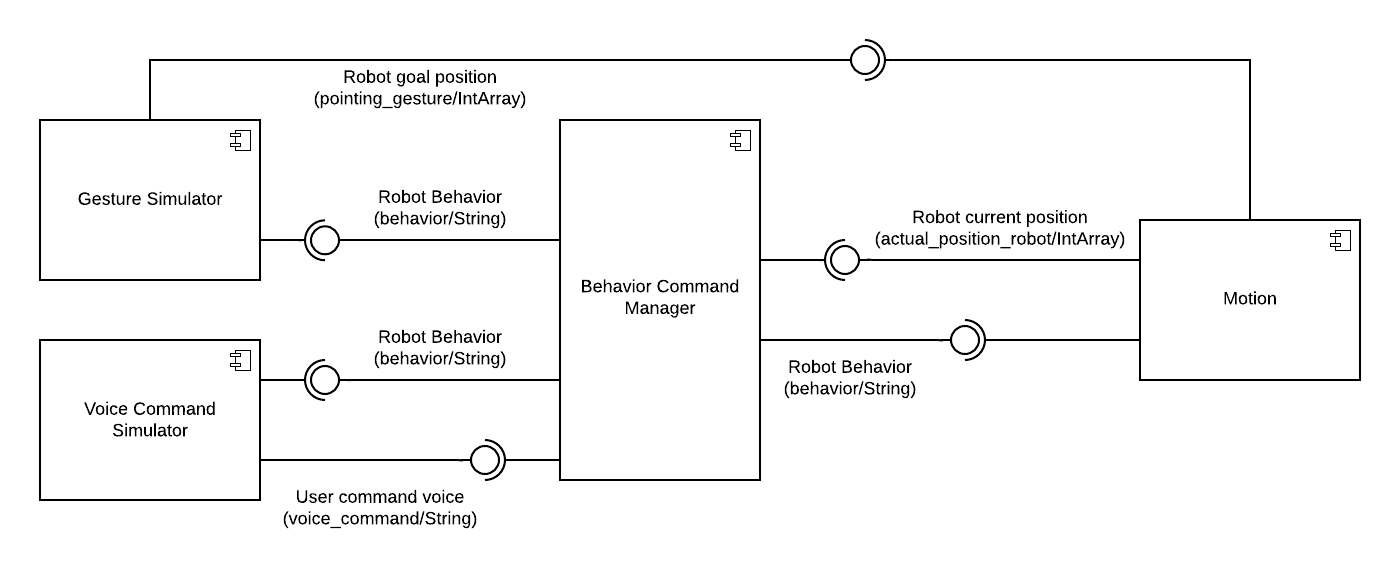 Robot goal position
(pointing_gesture/IntArray)
Gesture Simulator
Robot Behavior
(behavior/String)
Behavior Command
Manager
Robot current position
(actual_position_robot/IntArray)
Motion
Robot Behavior
(behavior/String)
Voice Command
Simulator
Robot Behavior
(behavior/String)
User command voice
(voice_command/String)